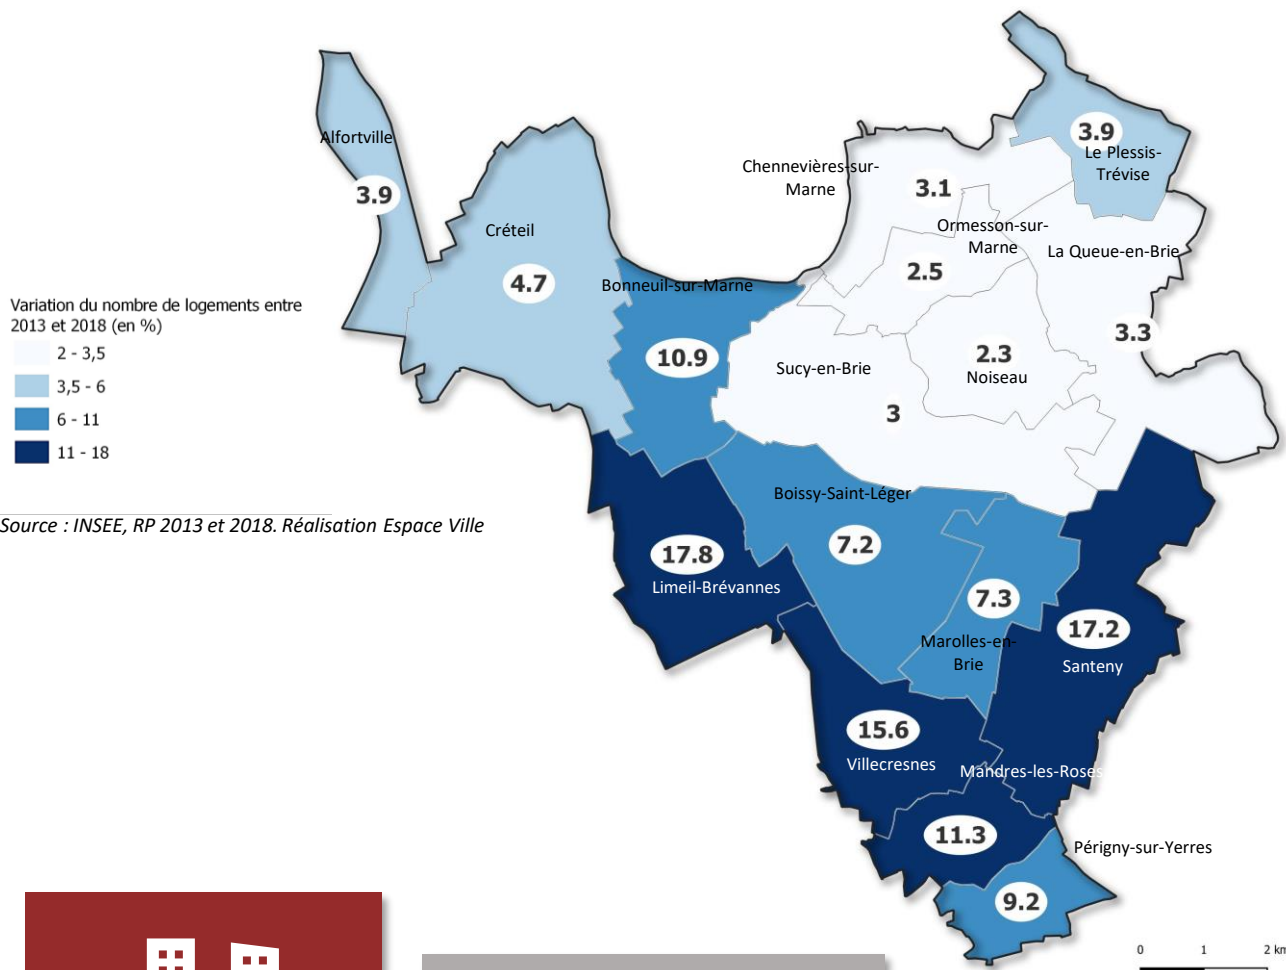 Alfortville
3.9
Créteil
4.7
Chennevières-sur-
Marne
3.1
3.9
Le Plessis-
Trévise
Ormesson-sur-
Marne
2.5
La Queue-en-Brie
3.3
Bonneuil-sur-Marne
10.9
Sucy-en-Brie
3
2.3
Noiseau
Variation du nombre de logements entre
2013 et 2018 (en %)
2 - 3,5
3,5 - 6
6 - 11
11 - 18
Source : INSEE, RP 2013 et 2018. Réalisation Espace Ville
Boissy-Saint-Léger
7.2
17.8
Limeil-Brévannes
7.3
Marolles-en-
Brie
17.2
Santeny
15.6
Villecresnes
Mandres-les-Roses
11.3
Périgny-sur-Yerres
9.2
0 1 2 km